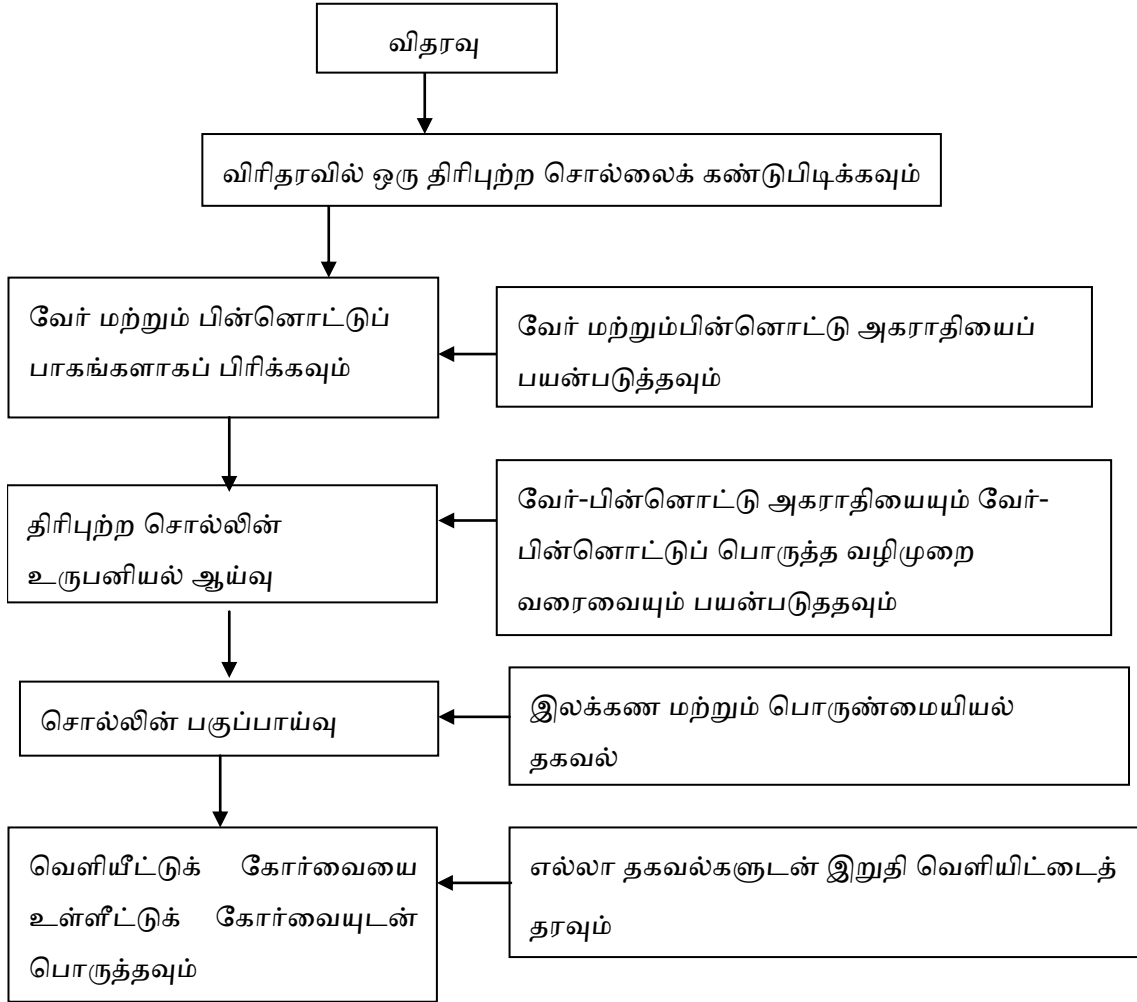 விதரவு
விரிதரவில் ஒரு திரிபுற்ற சொல்லைக் கண்டுபிடிக்கவும்
வேர் மற்றும் பின்னொட்டுப்
பாகங்களாகப் பிரிக்கவும்
வேர் மற்றும்பின்னொட்டு அகராதியைப்
பயன்படுத்தவும்
திரிபுற்ற சொல்லின்
உருபனியல் ஆய்வு
வேர்-பின்னொட்டு அகராதியையும் வேர்-
பின்னொட்டுப் பொருத்த வழிமுறை
வரைவையும் பயன்படுததவும்
சொல்லின் பகுப்பாய்வு
இலக்கண மற்றும் பொருண்மையியல்
தகவல்
வெளியீட்டுக் கோர்வையை
உள்ளீட்டுக் கோர்வையுடன்
பொருத்தவும்
எல்லா தகவல்களுடன் இறுதி வெளியிட்டைத்
தரவும்